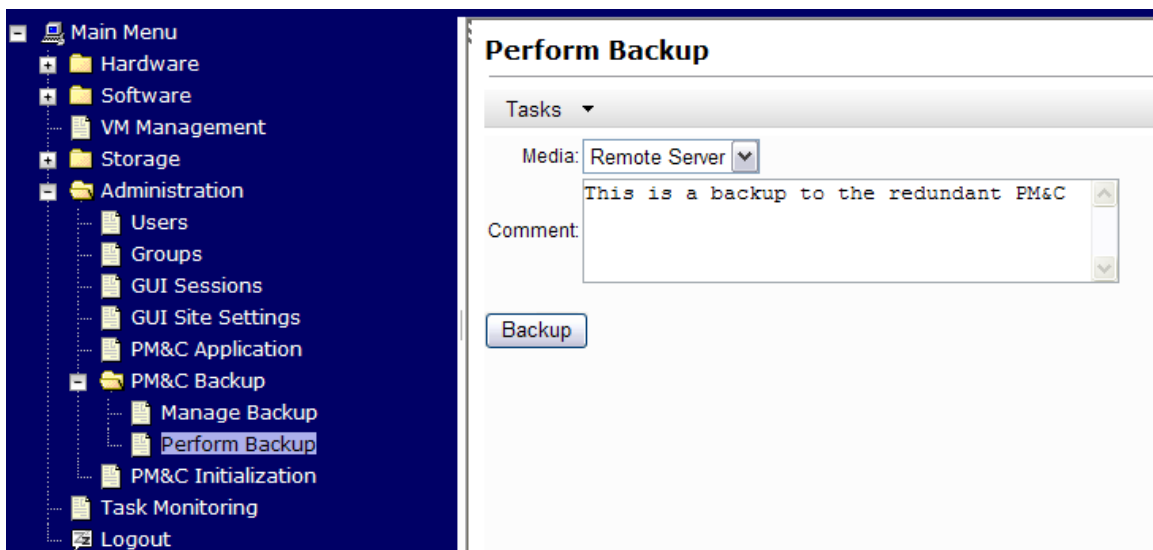 Main Menu
Hardware
Software
VM Management
Storage
Administration
Users
Groups
GUI Sessions
GUI Site Settings
PM&C Application
PM&C Backup
Manage Backup
Perform Backup
PM&C Initialization
Task Monitoring
Logout
Perform Backup
Tasks
Media: Remote Server
Comment: This is a backup to the redundant PM&C
Backup